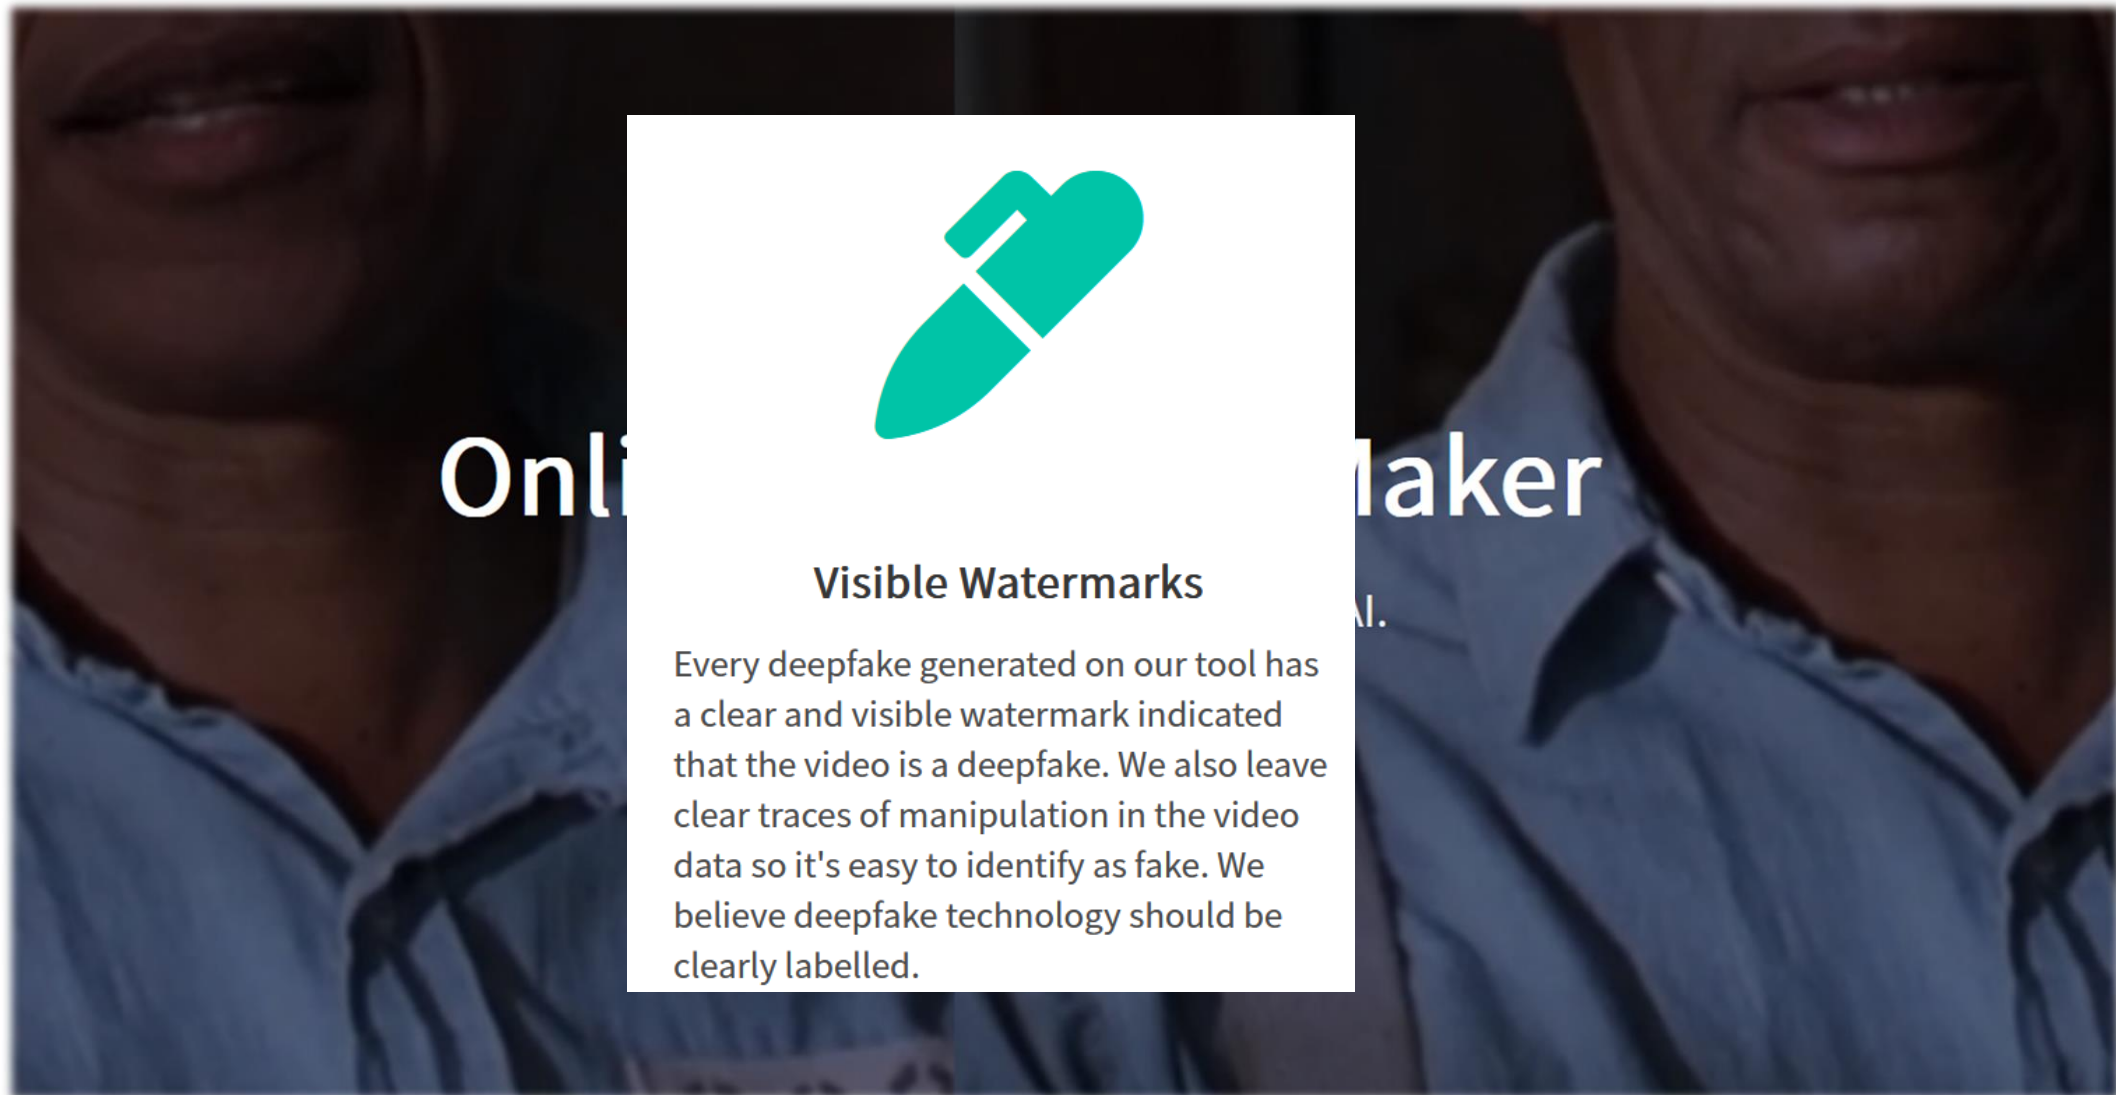 Onli
aker
Visible Watermarks
AI.
Every deepfake generated on our tool has
a clear and visible watermark indicated
that the video is a deepfake. We also leave
clear traces of manipulation in the video
data so it's easy to identify as fake. We
believe deepfake technology should be
clearly labelled.